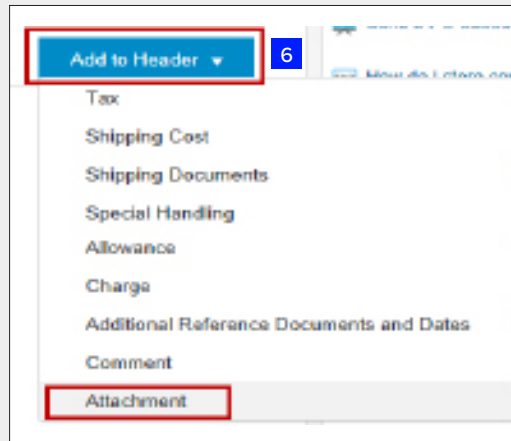 Add to Header 6
Tax
Shipping Cost
Shipping Documents
Special Handling
Allowance
Charge
Additional Reference Documents and Dates
Comment
Attachment